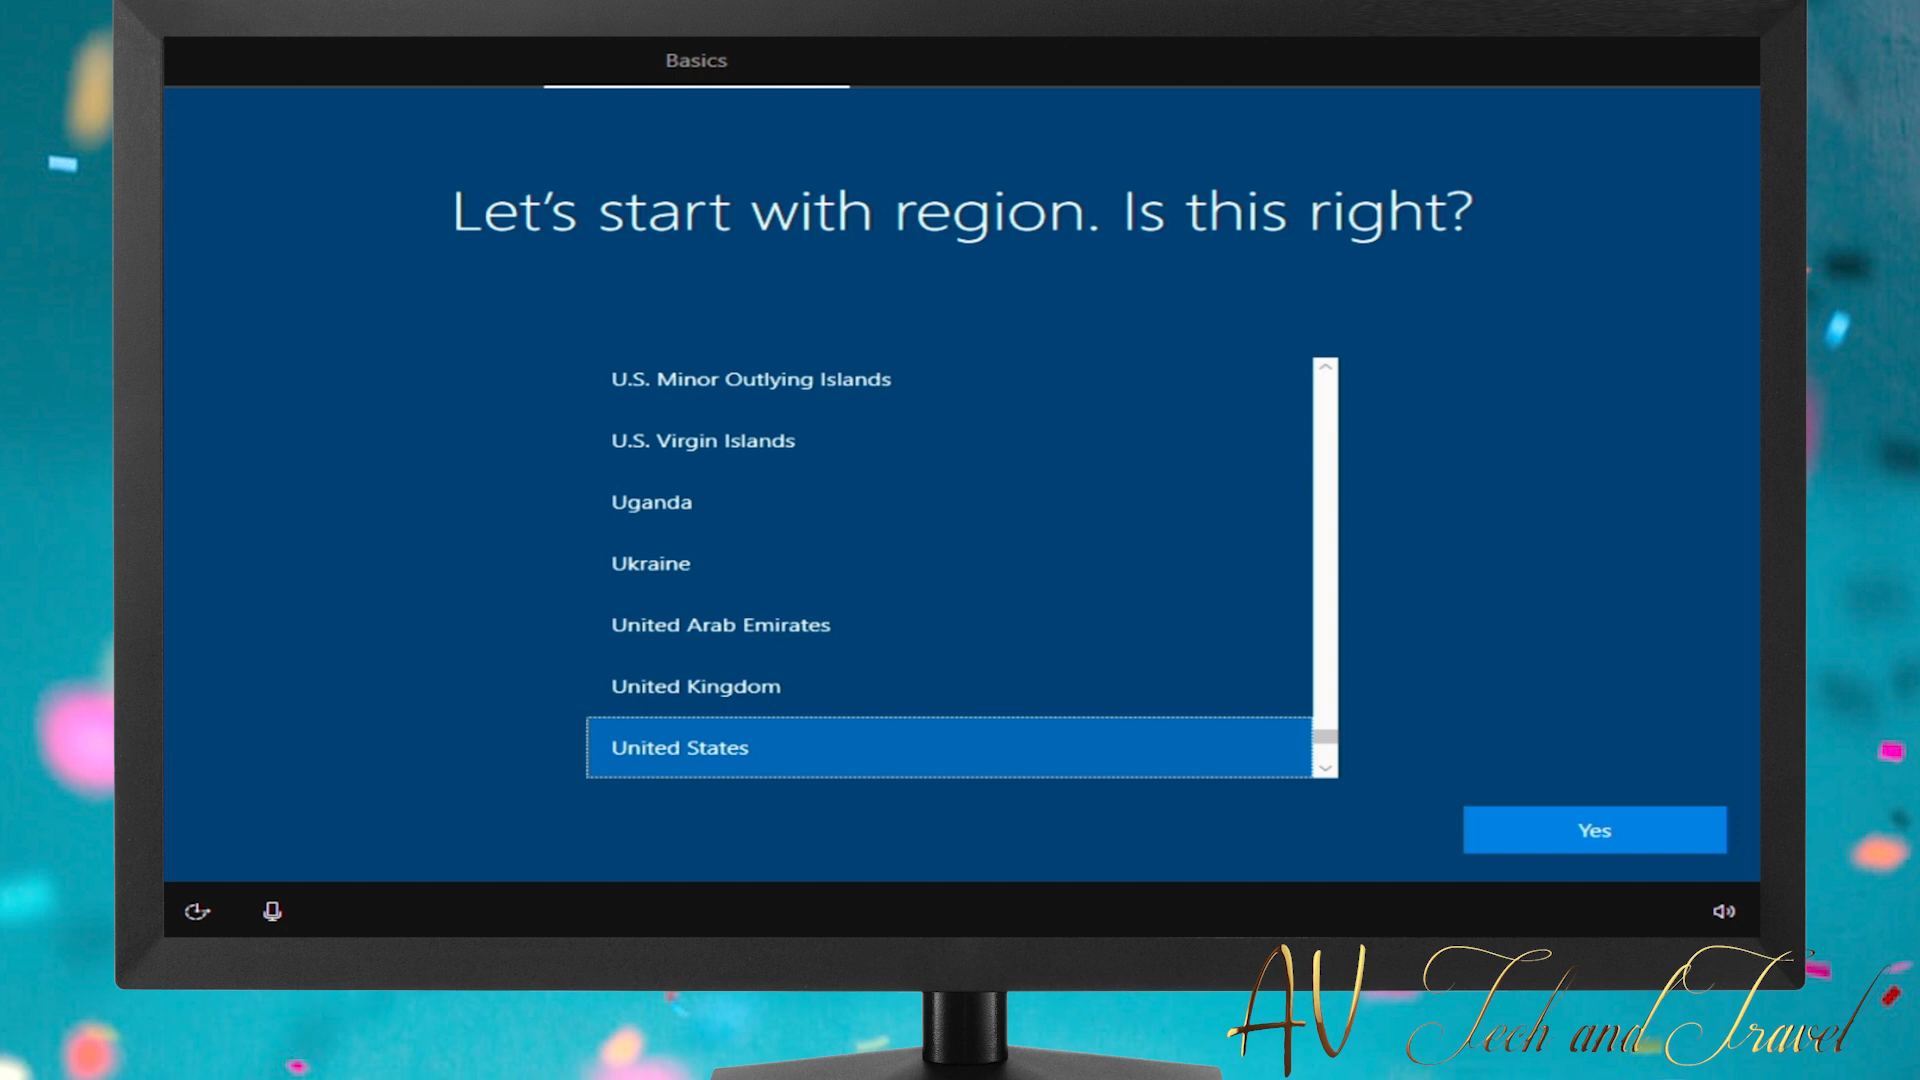 Basics
Let's start with region. Is this right?
U.S. Minor Outlying Islands
U.S. Virgin Islands
Uganda
Ukraine
United Arab Emirates
United Kingdom
United States
Yes
AV Tech and Travel